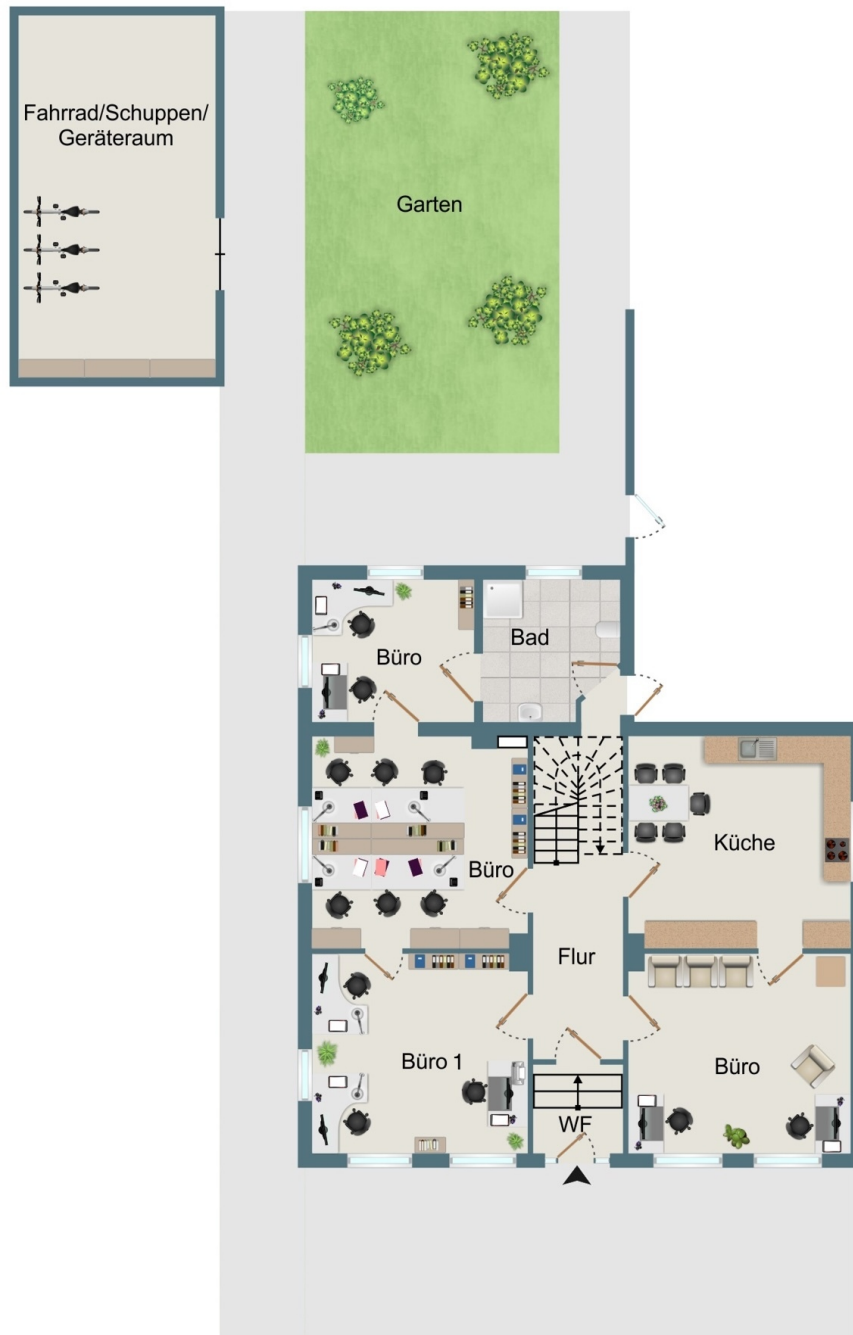 Fahrrad/Schuppen/
Geräteraum
Garten
Bad
Büro
Küche
Büro
Flur
Büro 1
Büro
WF